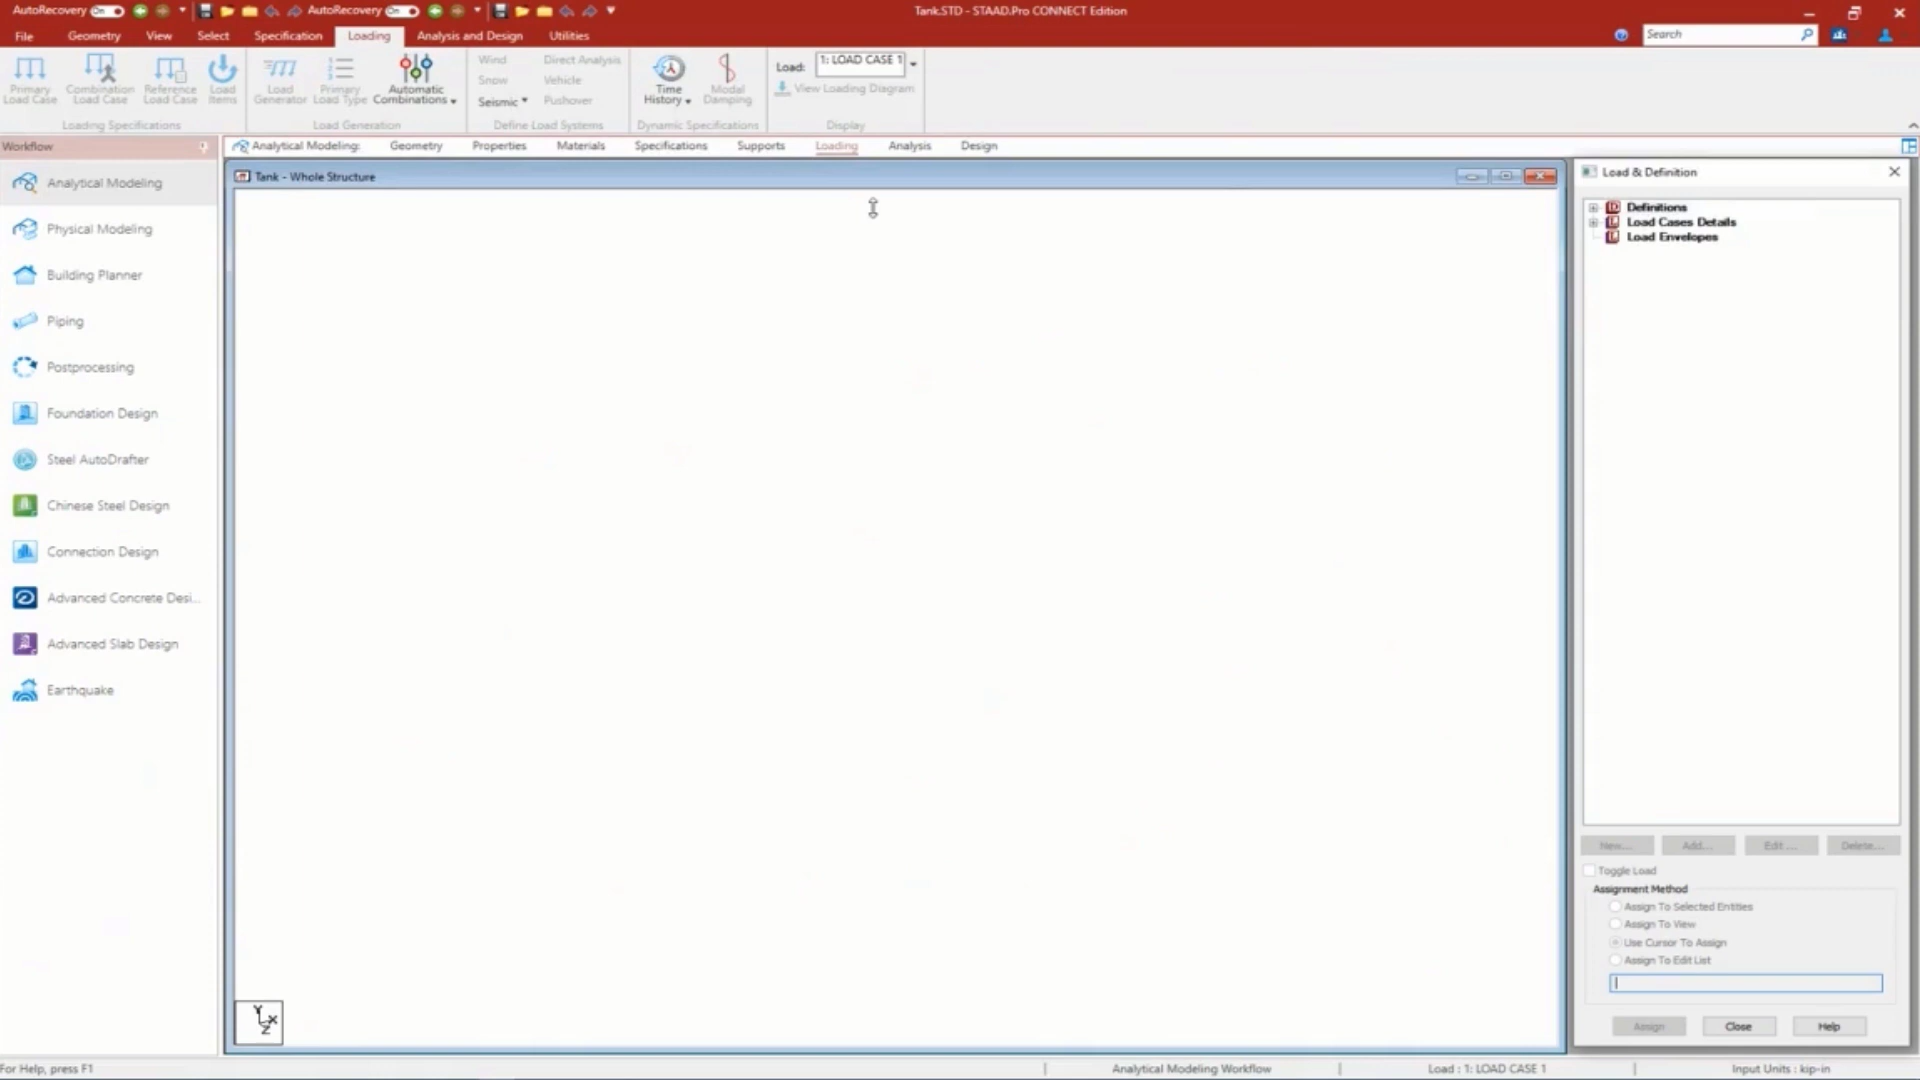 AutoRecovery On AutoRecovery On Tank.STD - STAAD.Pro CONNECT Edition
File Geometry View Select Specification Loading Analysis and Design Utilities Search
Primary Load Case
Combination Load Case
Reference Load Case
Load Items
Loading Specifications
Load Generator
Primary Load Type
Automatic Combinations
Load Generation
Wind Direct Analysis
Snow Vehicle
Seismic Pushover
Define Load Systems
Time History
Modal Damping
Dynamic Specifications
Load: 1: LOAD CASE 1
View Loading Diagram
Display
Workflow
Analytical Modeling: Geometry Properties Materials Specifications Supports Loading Analysis Design
Analytical Modeling
Physical Modeling
Building Planner
Piping
Postprocessing
Foundation Design
Steel AutoDrafter
Chinese Steel Design
Connection Design
Advanced Concrete Desi...
Advanced Slab Design
Earthquake
Tank - Whole Structure
Y
X
Z
Load & Definition
Definitions
Load Cases Details
Load Envelopes
New... Add... Edit ... Delete...
Toggle Load
Assignment Method
Assign To Selected Entities
Assign To View
Use Cursor To Assign
Assign To Edit List
Assign Close Help
For Help, press F1 Analytical Modeling Workflow Load : 1: LOAD CASE 1 Input Units : kip-in